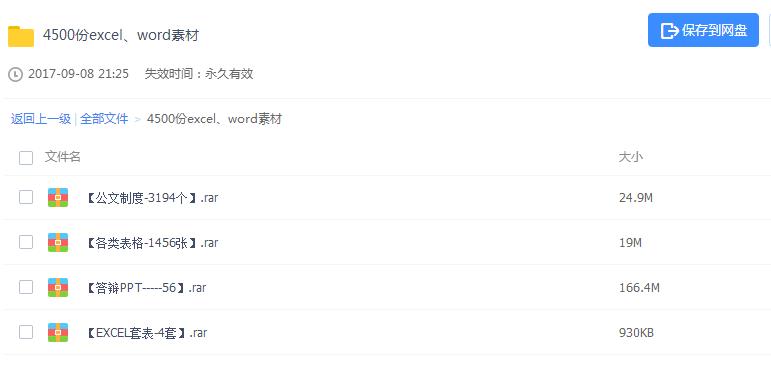 4500份excel、word素材
保存到网盘
2017-09-08 21:25 失效时间：永久有效
返回上一级 | 全部文件 > 4500份excel、word素材
文件名 大小
【公文制度-3194个】.rar 24.9M
【各类表格-1456张】.rar 19M
【答辩PPT-----56】.rar 166.4M
【EXCEL套表-4套】.rar 930KB